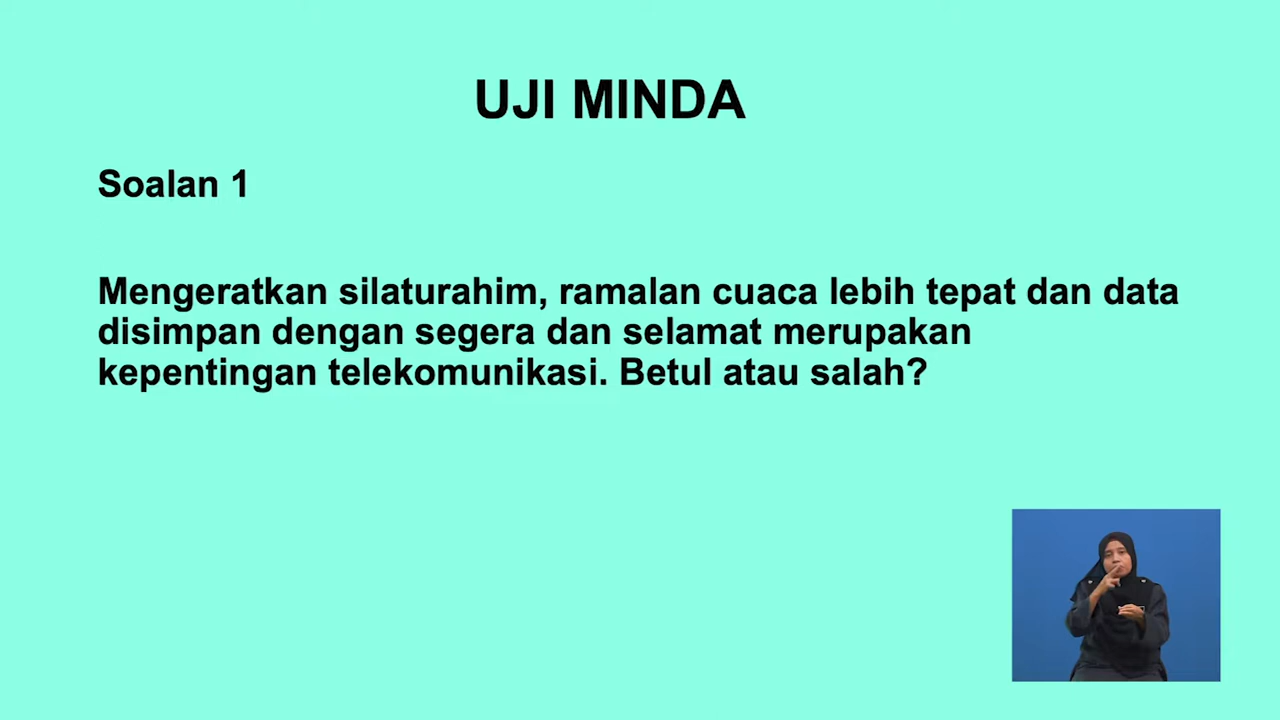 UJI MINDA
Soalan 1
Mengeratkan silaturahim, ramalan cuaca lebih tepat dan data
disimpan dengan segera dan selamat merupakan
kepentingan telekomunikasi. Betul atau salah?